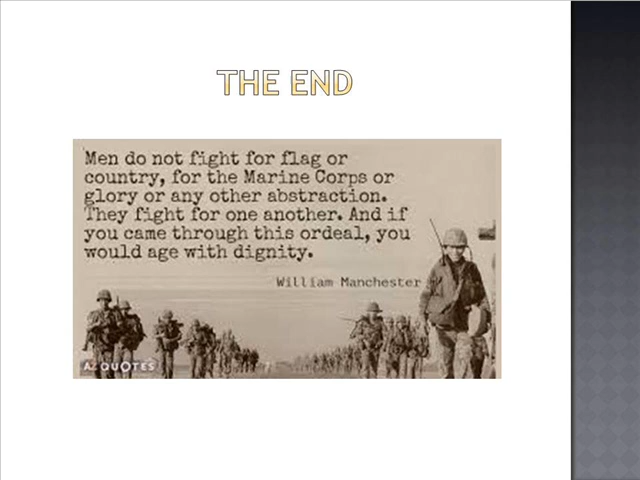 THE END
Men do not fight for flag or
country, for the Marine Corps or
glory or any other abstraction.
They fight for one another. And if
you came through this ordeal, you
would age with dignity.
William Manchester
AZ QUOTES